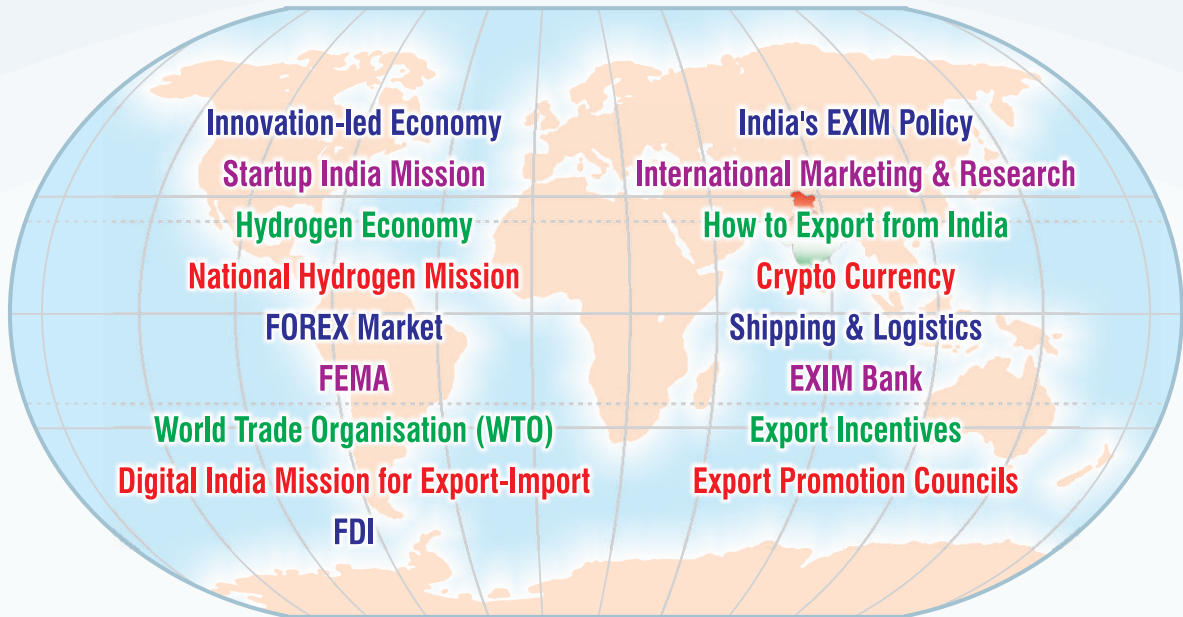 Innovation-led Economy
Startup India Mission
Hydrogen Economy
National Hydrogen Mission
FOREX Market
FEMA
World Trade Organisation (WTO)
Digital India Mission for Export-Import
FDI
India's EXIM Policy
International Marketing & Research
How to Export from India
Crypto Currency
Shipping & Logistics
EXIM Bank
Export Incentives
Export Promotion Councils